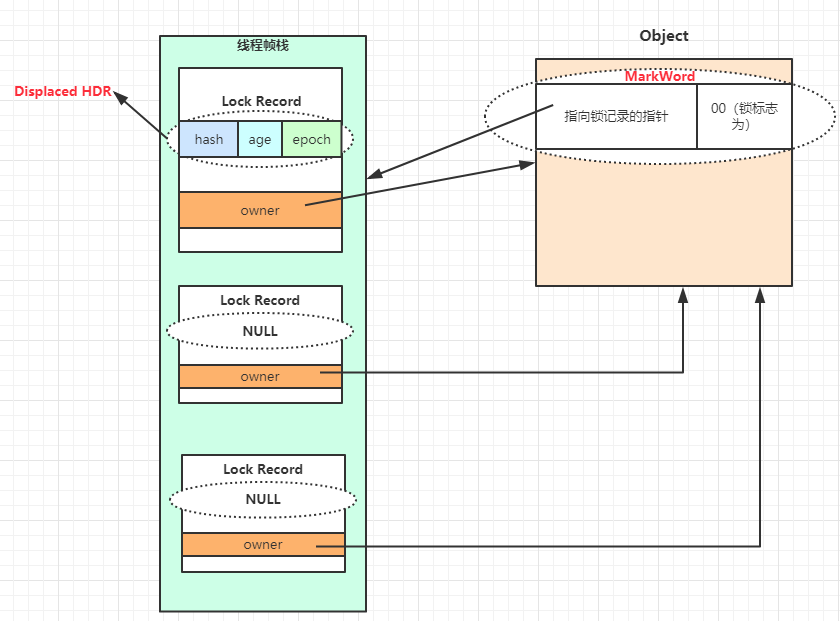 线程帧栈
Object
Displaced HDR
Lock Record
hash
age
epoch
owner
MarkWord
指向锁记录的指针
00（锁标志
为）
Lock Record
NULL
owner
Lock Record
NULL
owner